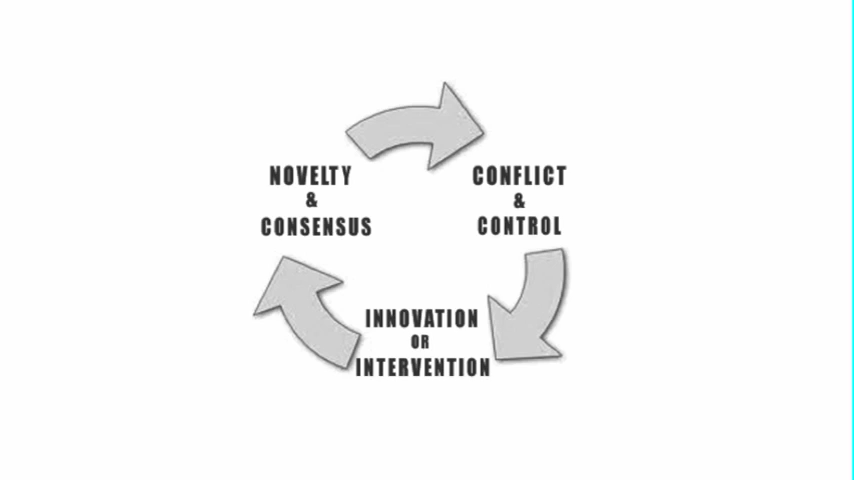 NOVELTY
&
CONSENSUS
CONFLICT
&
CONTROL
INNOVATION
OR
INTERVENTION